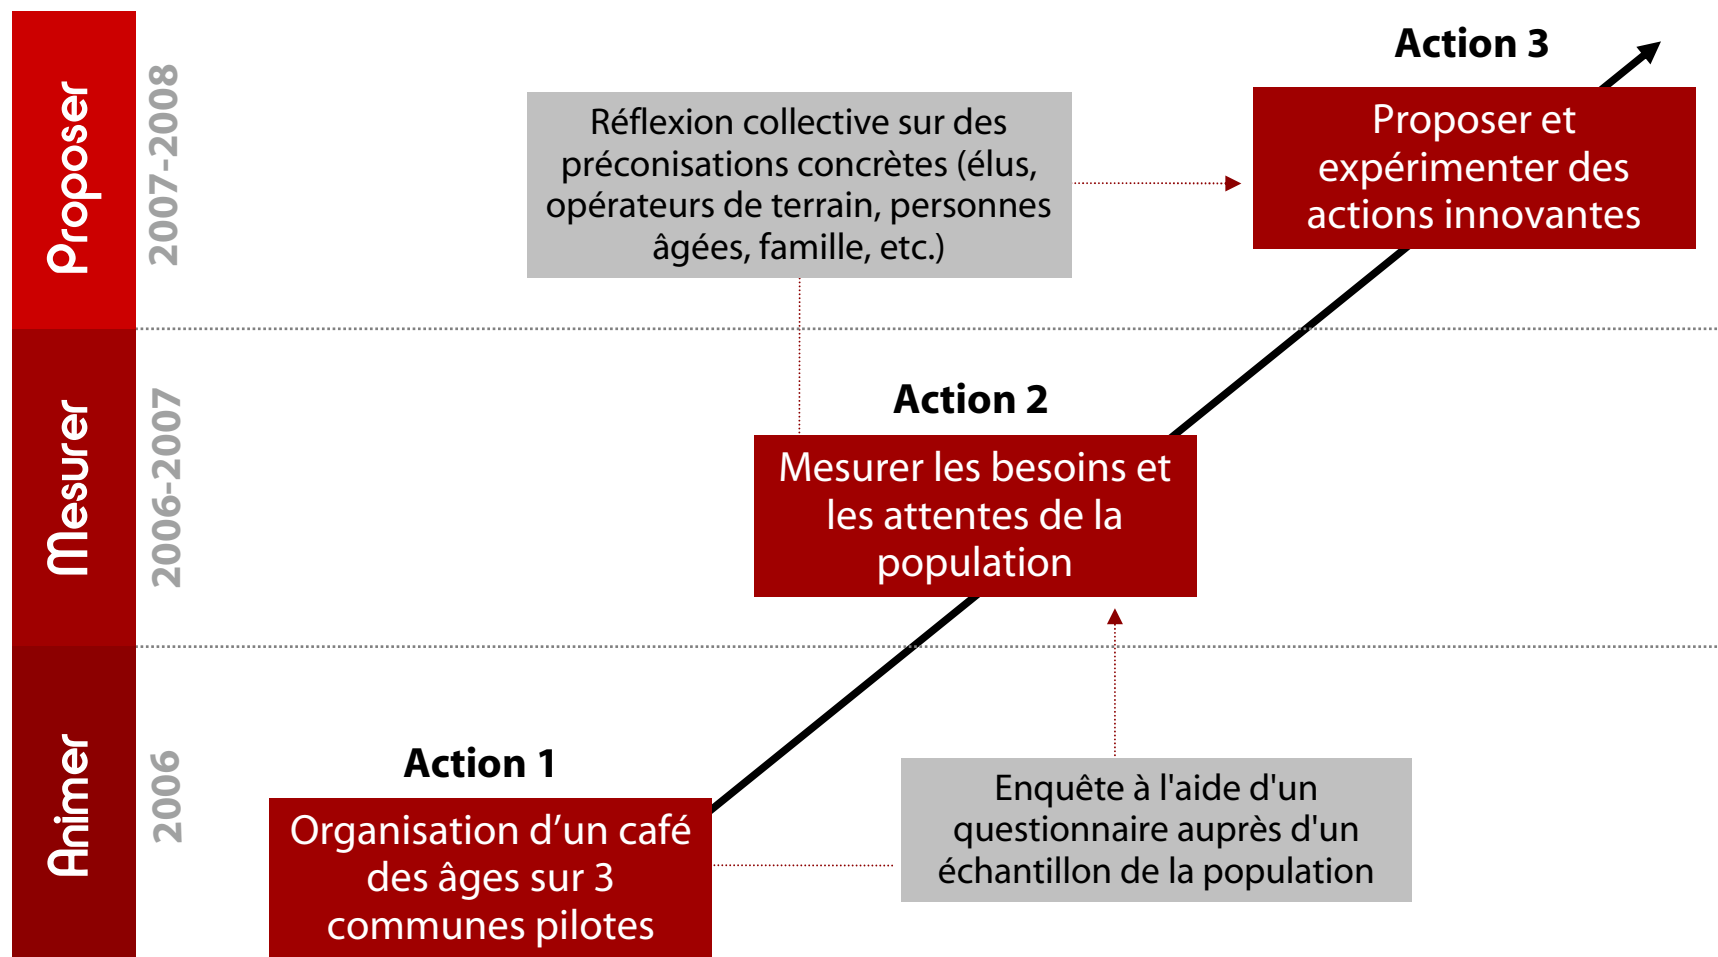 Proposer
2007-2008
Réflexion collective sur des
préconisations concrètes (élus,
opérateurs de terrain, personnes
âgées, famille, etc.)
Action 3
Proposer et
expérimenter des
actions innovantes
Mesurer
2006-2007
Action 2
Mesurer les besoins et
les attentes de la
population
Animer
2006
Action 1
Organisation d’un café
des âges sur 3
communes pilotes
Enquête à l'aide d'un
questionnaire auprès d'un
échantillon de la population